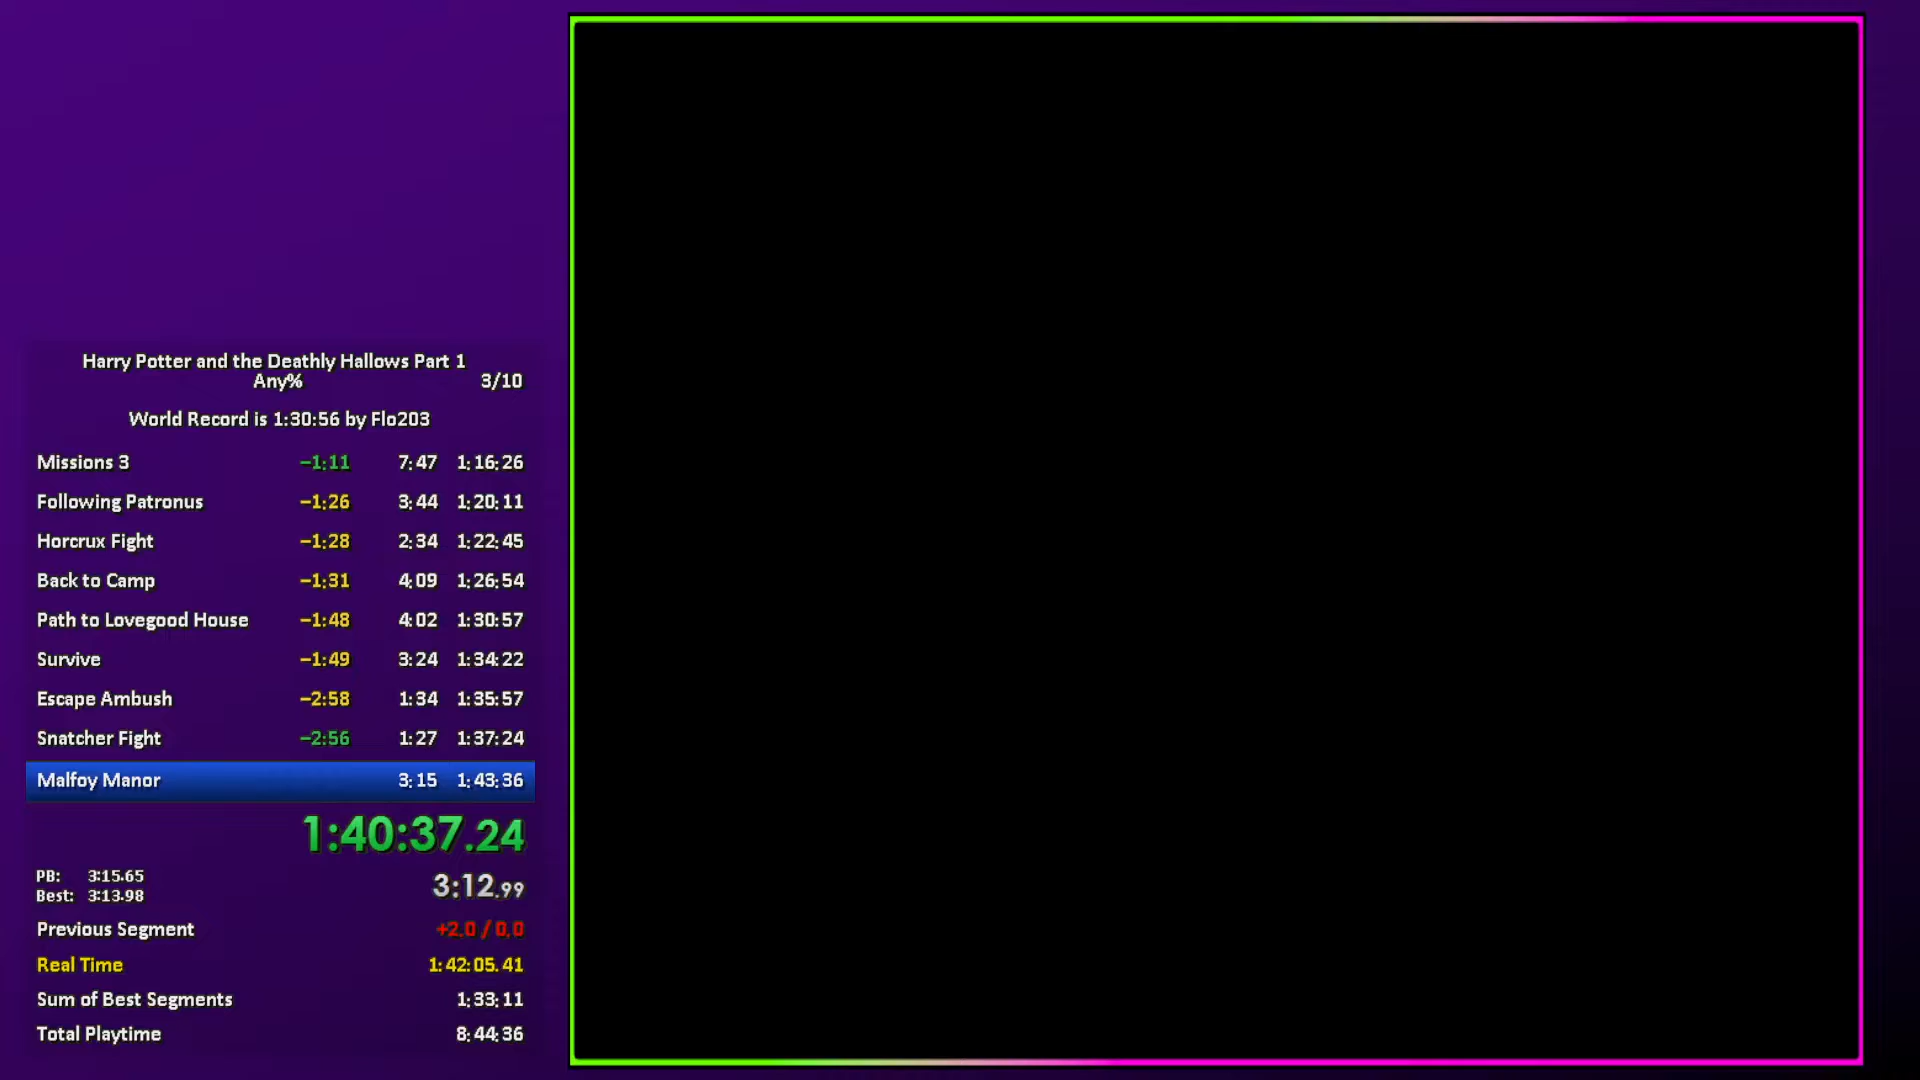 Harry Potter and the Deathly Hallows Part 1
Any% 3/10
World Record is 1:30:56 by Flo203
Missions 3 −1:11 7:47 1:16:26
Following Patronus −1:26 3:44 1:20:11
Horcrux Fight −1:28 2:34 1:22:45
Back to Camp −1:31 4:09 1:26:54
Path to Lovegood House −1:48 4:02 1:30:57
Survive −1:49 3:24 1:34:22
Escape Ambush −2:58 1:34 1:35:57
Snatcher Fight −2:56 1:27 1:37:24
Malfoy Manor 3:15 1:43:36
1:40:37.24
PB: 3:15.65
Best: 3:13.98
3:12.99
Previous Segment +2.0 / 0.0
Real Time 1:42:05.41
Sum of Best Segments 1:33:11
Total Playtime 8:44:36